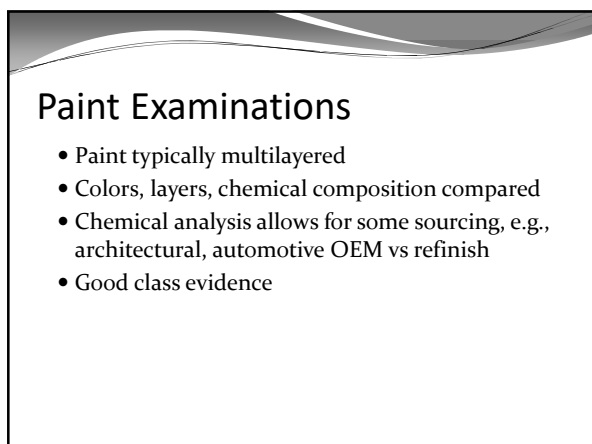 Paint Examinations
• Paint typically multilayered
• Colors, layers, chemical composition compared
• Chemical analysis allows for some sourcing, e.g.,
architectural, automotive OEM vs refinish
• Good class evidence